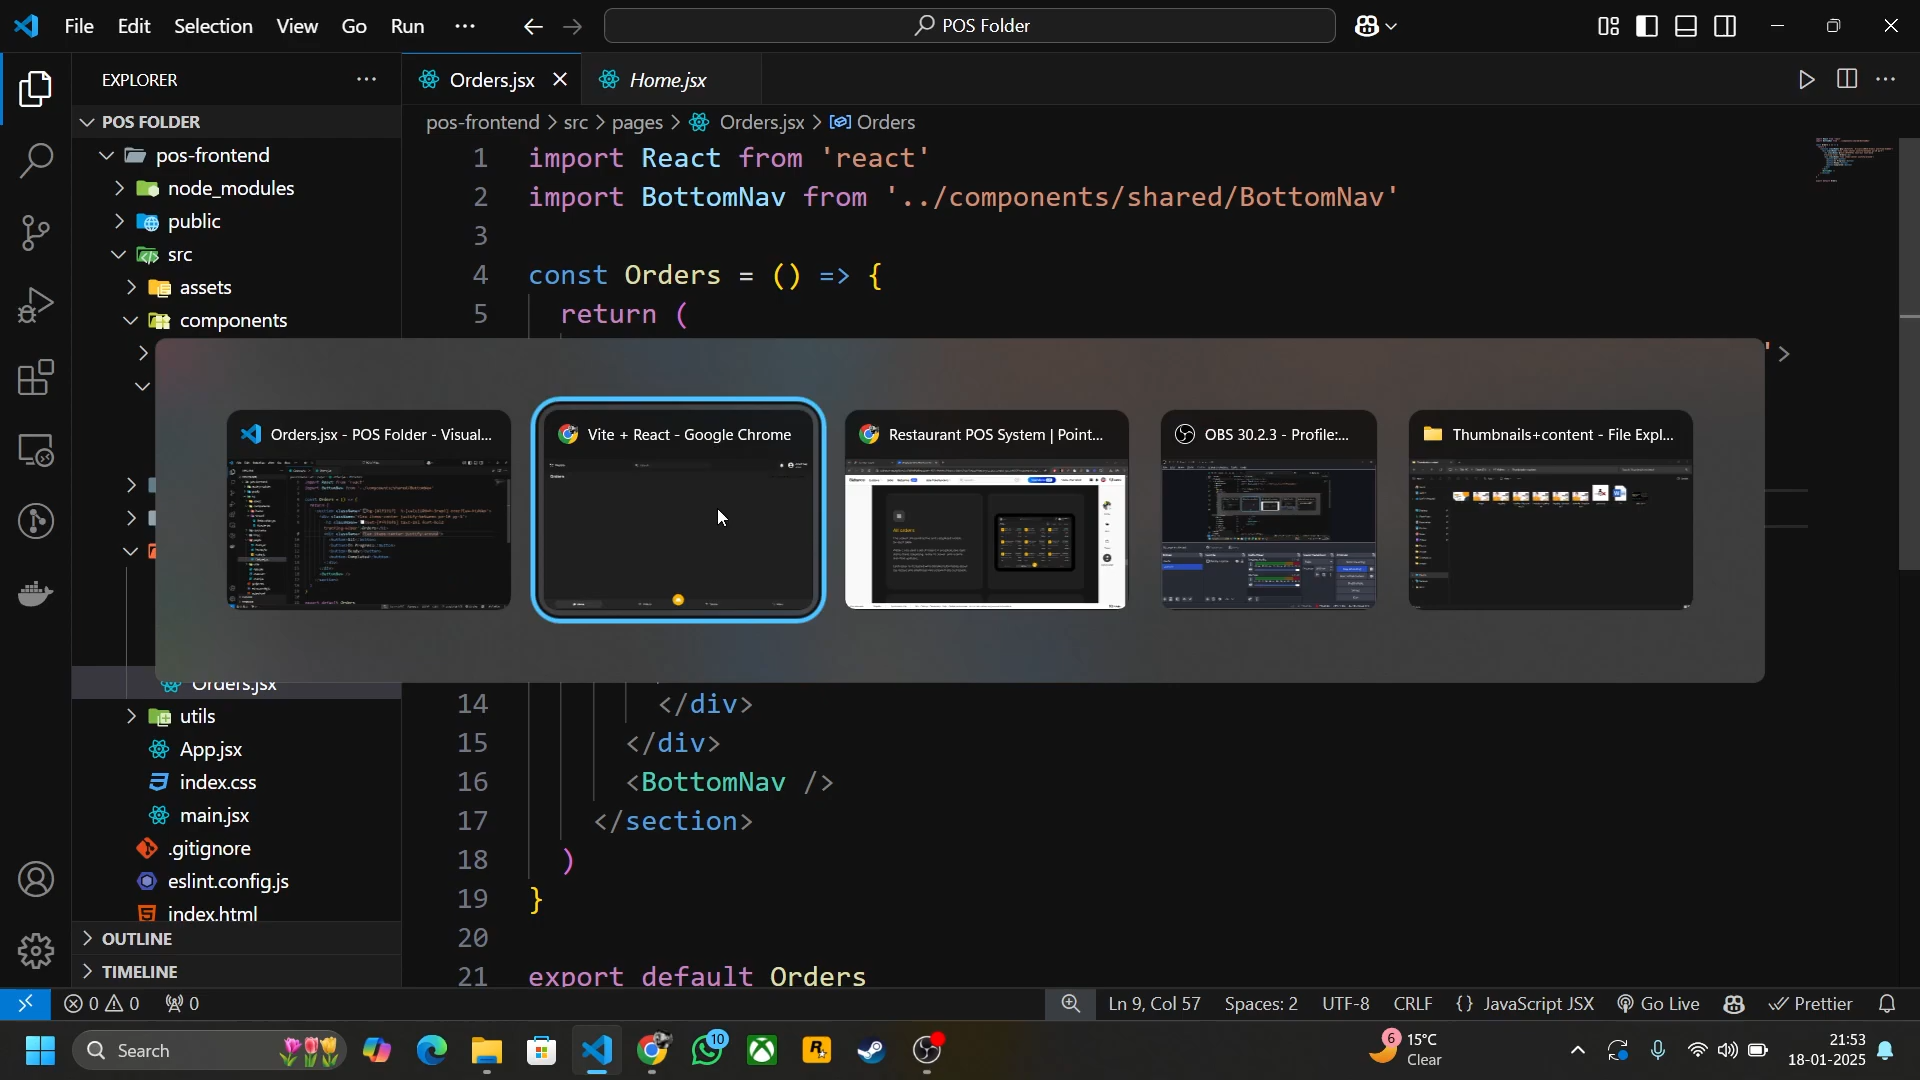 File Edit Selection View Go Run ··· POS Folder
EXPLORER ···
Orders.jsx
Home.jsx
POS FOLDER
pos-frontend > src > pages > Orders.jsx > Orders
pos-frontend
node_modules
public
src
assets
components
1 import React from 'react'
2 import BottomNav from '../components/shared/BottomNav'
3
4 const Orders = () => {
5 return (
'>
Orders.jsx - POS Folder - Visual...
Vite + React - Google Chrome
Restaurant POS System | Point...
OBS 30.2.3 - Profile:...
Thumbnails+content - File Expl...
Orders.jsx
utils
App.jsx
index.css
main.jsx
.gitignore
eslint.config.js
index.html
OUTLINE
TIMELINE
14 </div>
15 </div>
16 <BottomNav />
17 </section>
18 )
19 }
20
21 export default Orders
0 0 0 Ln 9, Col 57 Spaces: 2 UTF-8 CRLF {} JavaScript JSX Go Live Prettier
Search
10
6
15°C
Clear
21:53
18-01-2025